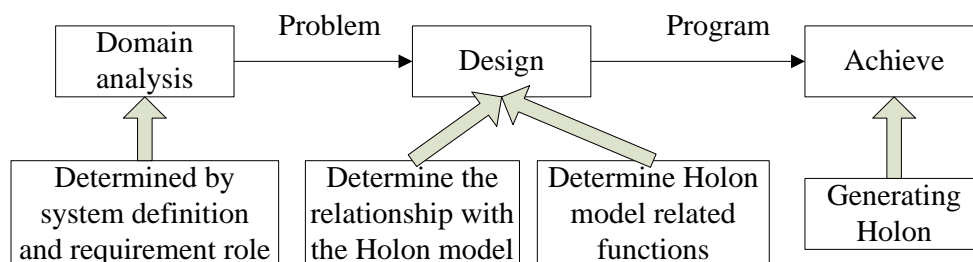 Domain
analysis
Problem
Design
Program
Achieve
Determined by
system definition
and requirement role
Determine the
relationship with
the Holon model
Determine Holon
model related
functions
Generating
Holon